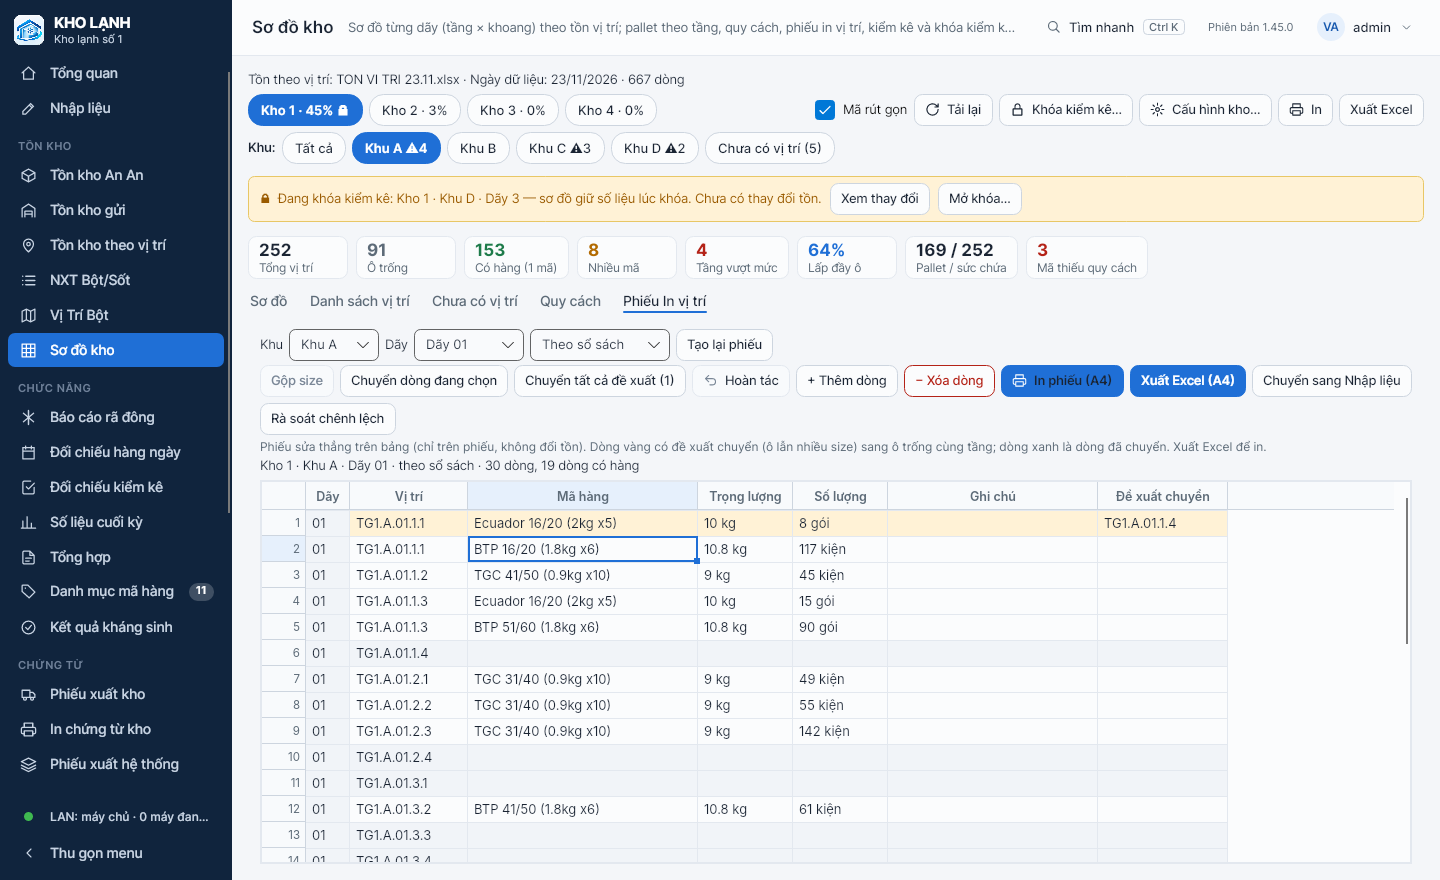 KHO LẠNH
Kho lạnh số 1
Tổng quan
Nhập liệu
TỒN KHO
Tồn kho An An
Tồn kho gửi
Tồn kho theo vị trí
NXT Bột/Sốt
Vị Trí Bột
Sơ đồ kho
CHỨC NĂNG
Báo cáo rã đông
Đối chiếu hàng ngày
Đối chiếu kiểm kê
Số liệu cuối kỳ
Tổng hợp
Danh mục mã hàng 11
Kết quả kháng sinh
CHỨNG TỪ
Phiếu xuất kho
In chứng từ kho
Phiếu xuất hệ thống
LAN: máy chủ · 0 máy đan...
Thu gọn menu
Sơ đồ kho Sơ đồ từng dãy (tầng × khoang) theo tồn vị trí; pallet theo tầng, quy cách, phiếu in vị trí, kiểm kê và khóa kiểm k... Tìm nhanh Ctrl K Phiên bản 1.45.0 VA admin
Tồn theo vị trí: TON VI TRI 23.11.xlsx · Ngày dữ liệu: 23/11/2026 · 667 dòng
Kho 1 · 45% Kho 2 · 3% Kho 3 · 0% Kho 4 · 0% Mã rút gọn Tải lại Khóa kiểm kê... Cấu hình kho... In Xuất Excel
Khu: Tất cả Khu A ⚠4 Khu B Khu C ⚠3 Khu D ⚠2 Chưa có vị trí (5)
Đang khóa kiểm kê: Kho 1 · Khu D · Dãy 3 — sơ đồ giữ số liệu lúc khóa. Chưa có thay đổi tồn. Xem thay đổi Mở khóa...
252 91 153 8 4 64% 169 / 252 3
Tổng vị trí Ô trống Có hàng (1 mã) Nhiều mã Tầng vượt mức Lấp đầy ô Pallet / sức chứa Mã thiếu quy cách
Sơ đồ Danh sách vị trí Chưa có vị trí Quy cách Phiếu In vị trí
Khu Khu A Dãy Dãy 01 Theo sổ sách Tạo lại phiếu
Gộp size Chuyển dòng đang chọn Chuyển tất cả đề xuất (1) Hoàn tác + Thêm dòng − Xóa dòng In phiếu (A4) Xuất Excel (A4) Chuyển sang Nhập liệu
Rà soát chênh lệch
Phiếu sửa thẳng trên bảng (chỉ trên phiếu, không đổi tồn). Dòng vàng có đề xuất chuyển (ô lẫn nhiều size) sang ô trống cùng tầng; dòng xanh là dòng đã chuyển. Xuất Excel để in.
Kho 1 · Khu A · Dãy 01 · theo sổ sách · 30 dòng, 19 dòng có hàng
Dãy Vị trí Mã hàng Trọng lượng Số lượng Ghi chú Đề xuất chuyển
1 01 TG1.A.01.1.1 Ecuador 16/20 (2kg x5) 10 kg 8 gói TG1.A.01.1.4
2 01 TG1.A.01.1.1 BTP 16/20 (1.8kg x6) 10.8 kg 117 kiện
3 01 TG1.A.01.1.2 TGC 41/50 (0.9kg x10) 9 kg 45 kiện
4 01 TG1.A.01.1.3 Ecuador 16/20 (2kg x5) 10 kg 15 gói
5 01 TG1.A.01.1.3 BTP 51/60 (1.8kg x6) 10.8 kg 90 gói
6 01 TG1.A.01.1.4
7 01 TG1.A.01.2.1 TGC 31/40 (0.9kg x10) 9 kg 49 kiện
8 01 TG1.A.01.2.2 TGC 31/40 (0.9kg x10) 9 kg 55 kiện
9 01 TG1.A.01.2.3 TGC 31/40 (0.9kg x10) 9 kg 142 kiện
10 01 TG1.A.01.2.4
11 01 TG1.A.01.3.1
12 01 TG1.A.01.3.2 BTP 41/50 (1.8kg x6) 10.8 kg 61 kiện
13 01 TG1.A.01.3.3
14 01 TG1.A.01.3.4